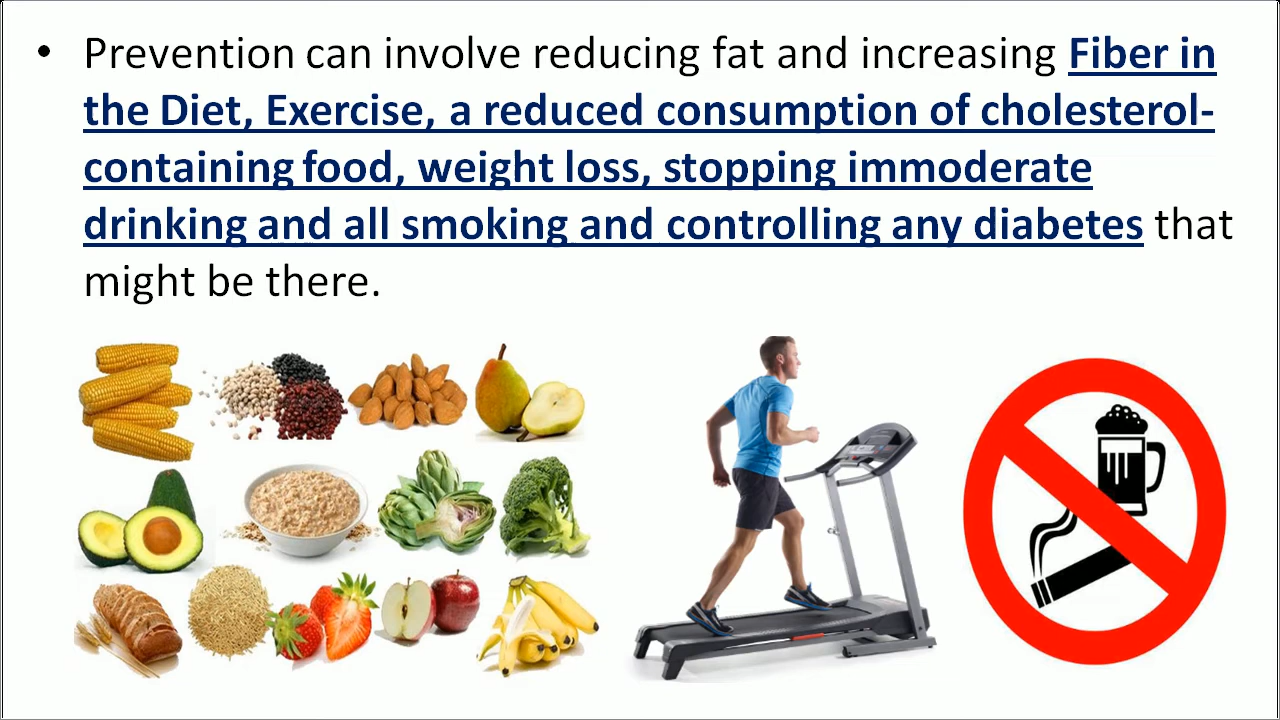 • Prevention can involve reducing fat and increasing Fiber in
the Diet, Exercise, a reduced consumption of cholesterol-
containing food, weight loss, stopping immoderate
drinking and all smoking and controlling any diabetes that
might be there.